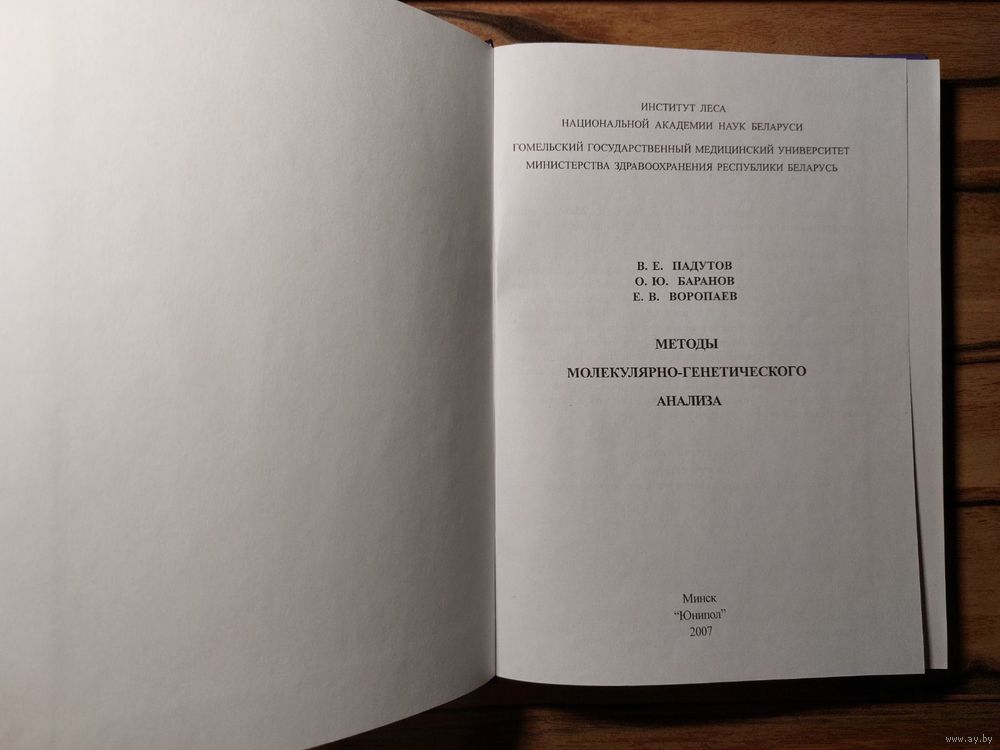 ИНСТИТУТ ЛЕСА
НАЦИОНАЛЬНОЙ АКАДЕМИИ НАУК БЕЛАРУСИ
ГОМЕЛЬСКИЙ ГОСУДАРСТВЕННЫЙ МЕДИЦИНСКИЙ УНИВЕРСИТЕТ
МИНИСТЕРСТВА ЗДРАВООХРАНЕНИЯ РЕСПУБЛИКИ БЕЛАРУСЬ
В. Е. ПАДУТОВ
О. Ю. БАРАНОВ
Е. В. ВОРОПАЕВ
МЕТОДЫ
МОЛЕКУЛЯРНО-ГЕНЕТИЧЕСКОГО
АНАЛИЗА
Минск
“Юнипол”
2007
www.ay.by